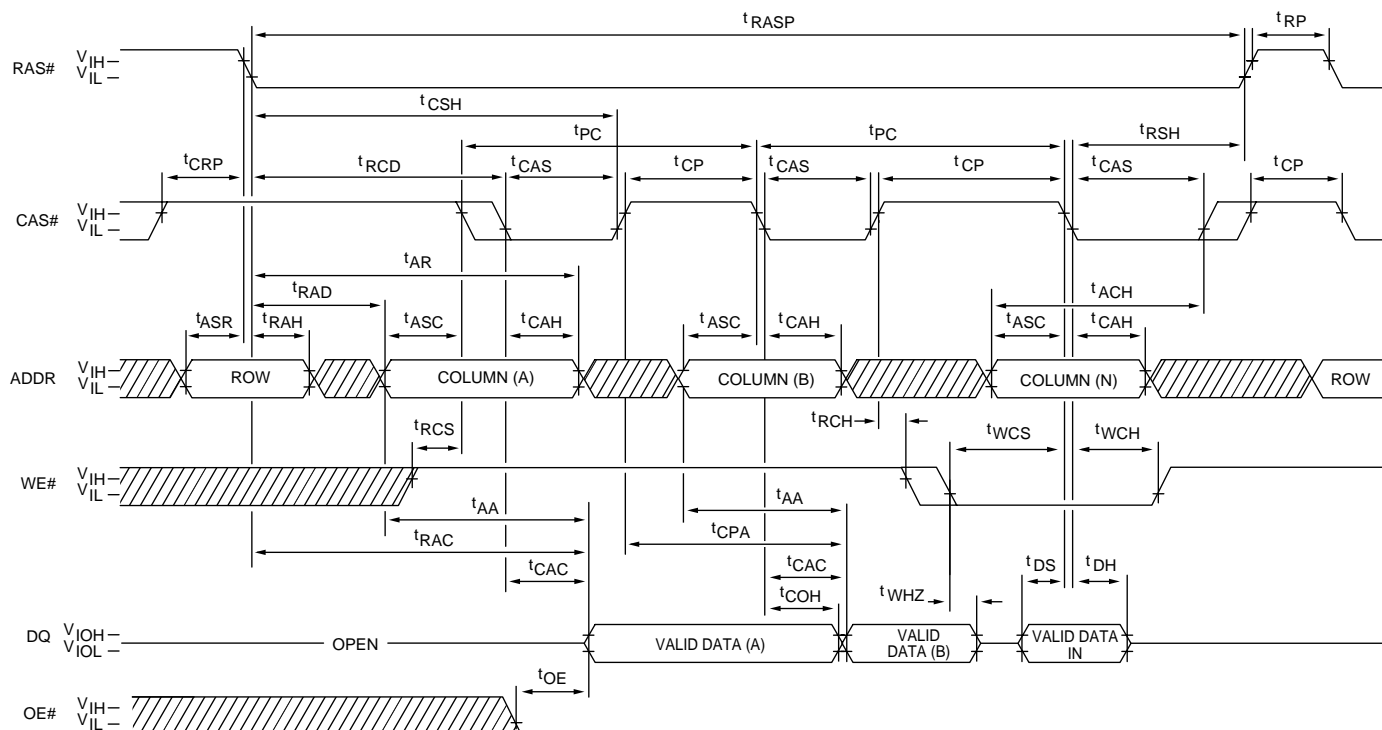 tRASP tRP
RAS# VIH VIL
tCSH
tPC tPC tRSH
tCRP tRCD tCAS tCP tCAS tCP tCAS tCP
CAS# VIH VIL
tAR
tRAD tACH
tASR tRAH tASC tCAH tASC tCAH tASC tCAH
ADDR VIH VIL ROW COLUMN (A) COLUMN (B) COLUMN (N) ROW
tRCH
tRCS tWCS tWCH
WE# VIH VIL
tAA tAA
tRAC tCPA
tCAC tCAC tDS tDH
tCOH tWHZ
DQ VIOH VIOL OPEN VALID DATA (A) VALID DATA (B) VALID DATA IN
tOE
OE# VIH VIL